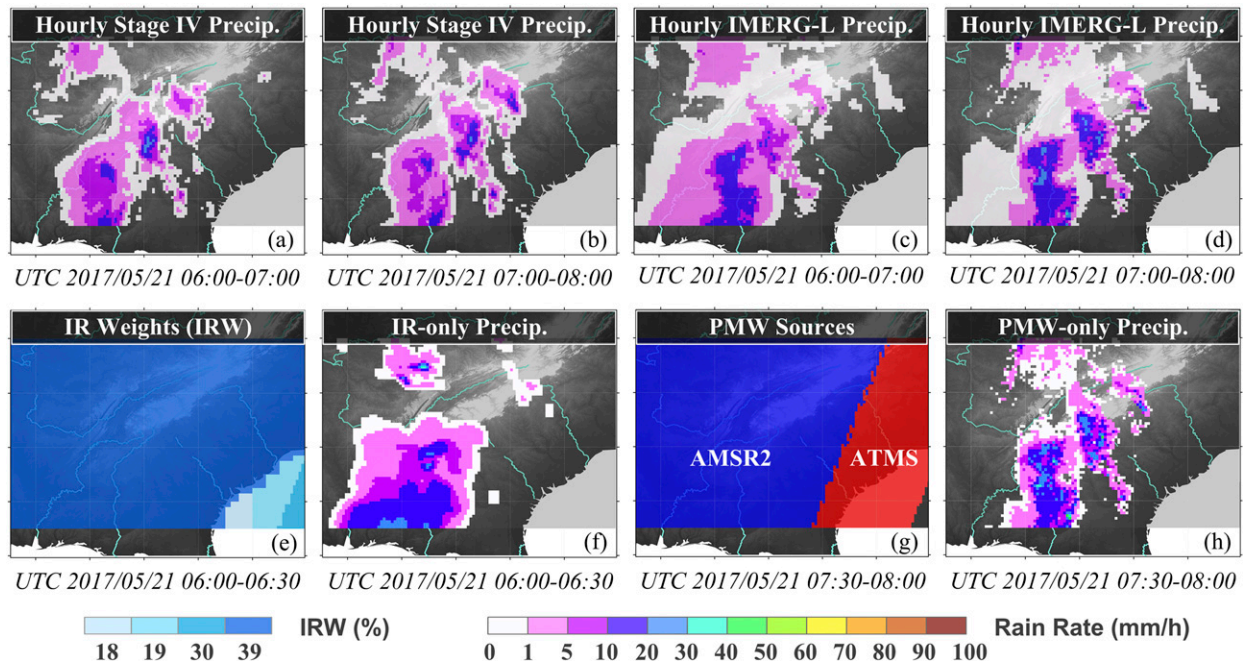 Hourly Stage IV Precip.
Hourly Stage IV Precip.
Hourly IMERG-L Precip.
Hourly IMERG-L Precip.
(a)
(b)
(c)
(d)
UTC 2017/05/21 06:00-07:00
UTC 2017/05/21 07:00-08:00
UTC 2017/05/21 06:00-07:00
UTC 2017/05/21 07:00-08:00
IR Weights (IRW)
IR-only Precip.
PMW Sources
PMW-only Precip.
AMSR2
ATMS
(e)
(f)
(g)
(h)
UTC 2017/05/21 06:00-06:30
UTC 2017/05/21 06:00-06:30
UTC 2017/05/21 07:30-08:00
UTC 2017/05/21 07:30-08:00
IRW (%)
18 19 30 39
Rain Rate (mm/h)
0 1 5 10 20 30 40 50 60 70 80 90 100